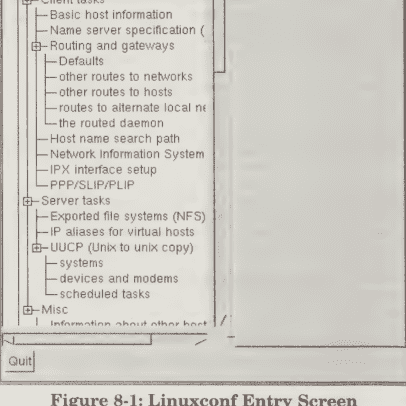 Client tasks
Basic host information
Name server specification (
Routing and gateways
Defaults
other routes to networks
other routes to hosts
routes to alternate local ne
the routed daemon
Host name search path
Network Information System
IPX interface setup
PPP/SLIP/PLIP
Server tasks
Exported file systems (NFS)
IP aliases for virtual hosts
UUCP (Unix to unix copy)
systems
devices and modems
scheduled tasks
Misc
Information about other host
Quit
Figure 8-1: Linuxconf Entry Screen